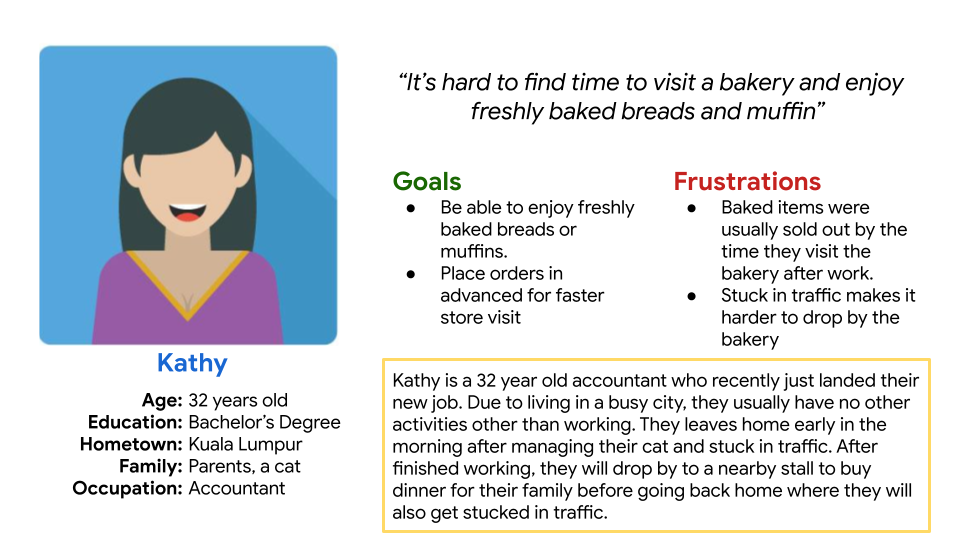 “It’s hard to find time to visit a bakery and enjoy
freshly baked breads and muffin”
Goals
● Be able to enjoy freshly
baked breads or
muffins.
● Place orders in
advanced for faster
store visit
Frustrations
● Baked items were
usually sold out by the
time they visit the
bakery after work.
● Stuck in traffic makes it
harder to drop by the
bakery
Kathy
Age: 32 years old
Education: Bachelor’s Degree
Hometown: Kuala Lumpur
Family: Parents, a cat
Occupation: Accountant
Kathy is a 32 year old accountant who recently just landed their
new job. Due to living in a busy city, they usually have no other
activities other than working. They leaves home early in the
morning after managing their cat and stuck in traffic. After
finished working, they will drop by to a nearby stall to buy
dinner for their family before going back home where they will
also get stucked in traffic.